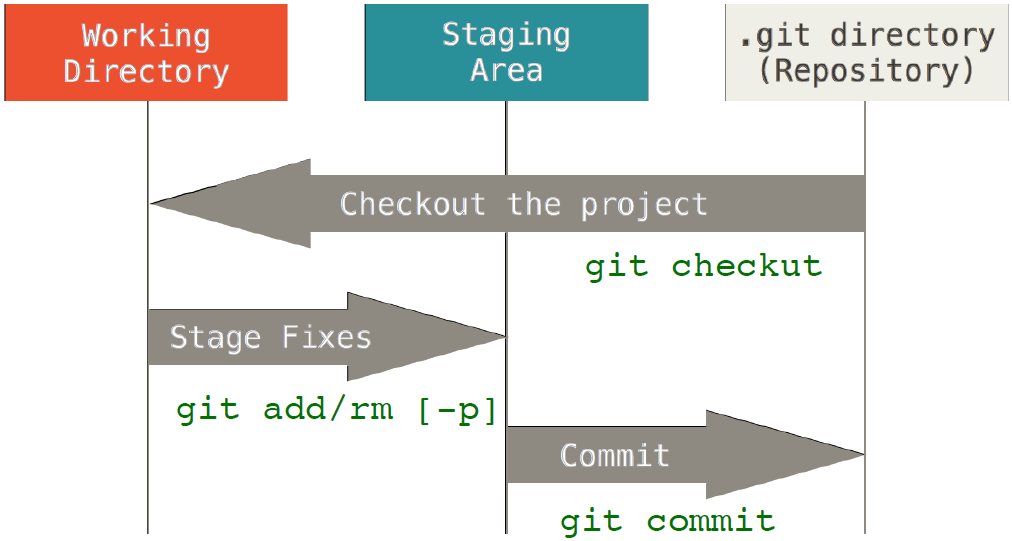 Working
Directory
Staging
Area
.git directory
(Repository)
Checkout the project
git checkut
Stage Fixes
git add/rm [-p]
Commit
git commit